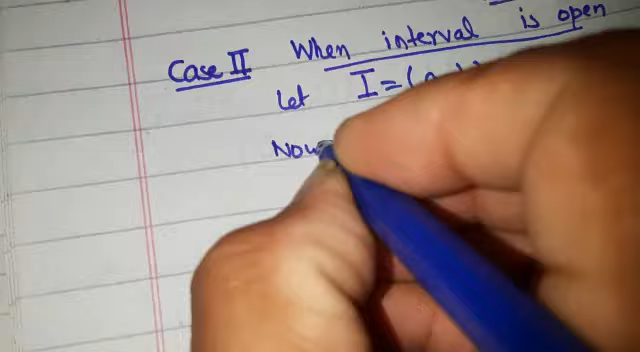 Case II When interval is open
Let I = (a
Now